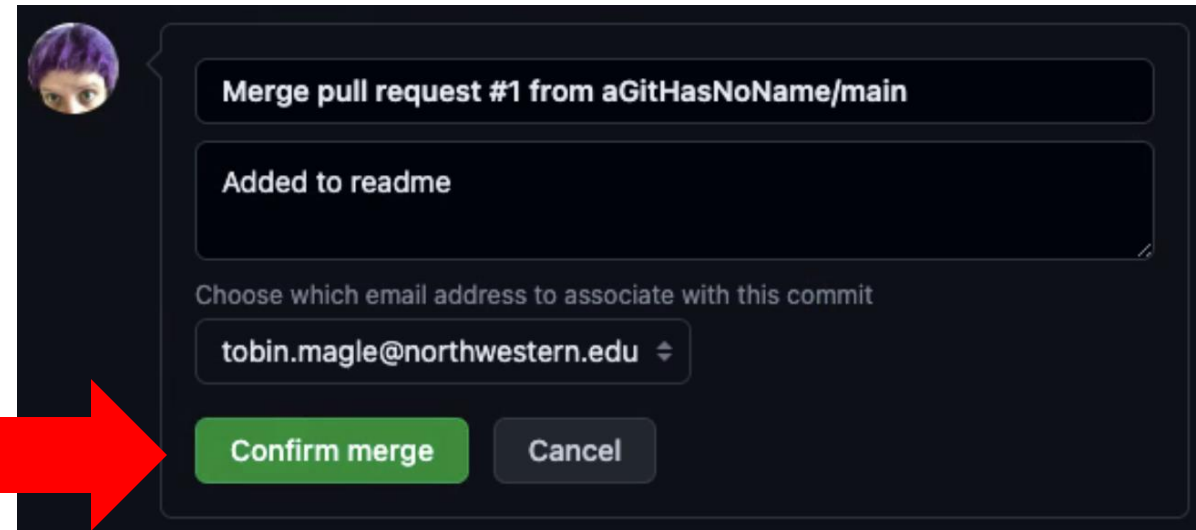 Merge pull request #1 from aGitHasNoName/main
Added to readme
Choose which email address to associate with this commit
tobin.magle@northwestern.edu
Confirm merge
Cancel